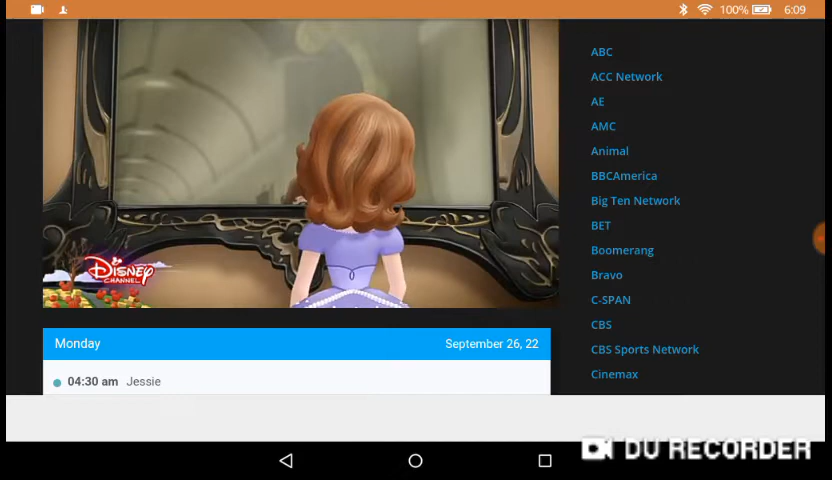 100%
6:09
DISNEY
CHANNEL
Monday
September 26, 22
04:30 am Jessie
ABC
ACC Network
AE
AMC
Animal
BBCAmerica
Big Ten Network
BET
Boomerang
Bravo
C-SPAN
CBS
CBS Sports Network
Cinemax
DU RECORDER